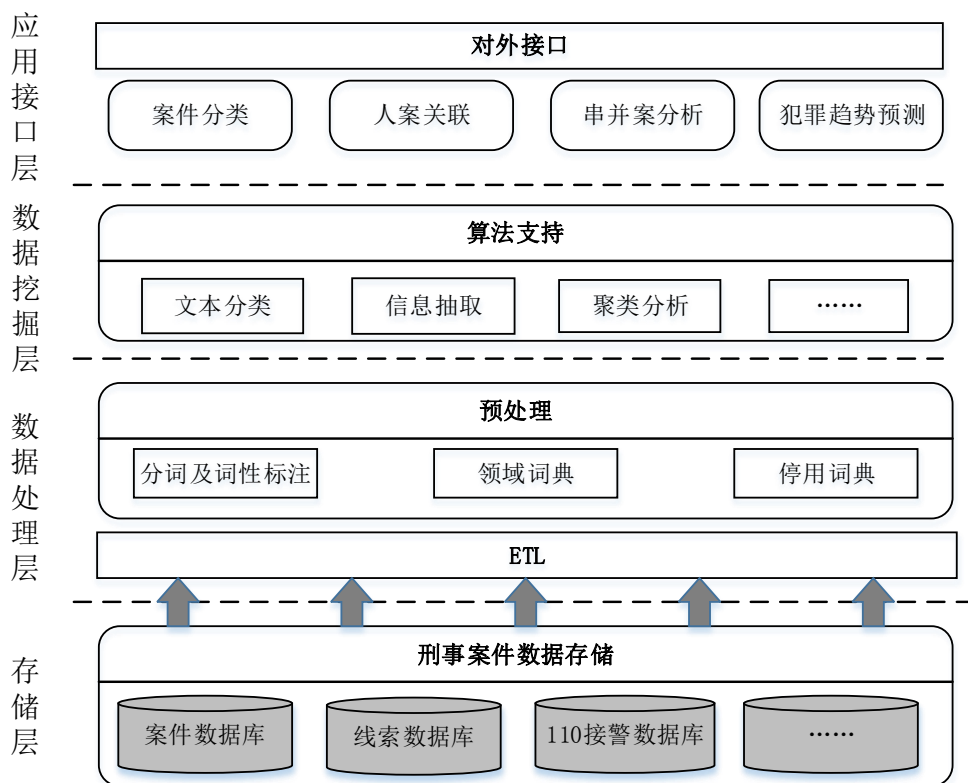 应用接口层
对外接口
案件分类
人案关联
串并案分析
犯罪趋势预测
数据挖掘层
算法支持
文本分类
信息抽取
聚类分析
……
数据处理层
预处理
分词及词性标注
领域词典
停用词典
ETL
存储层
刑事案件数据存储
案件数据库
线索数据库
110接警数据库
……